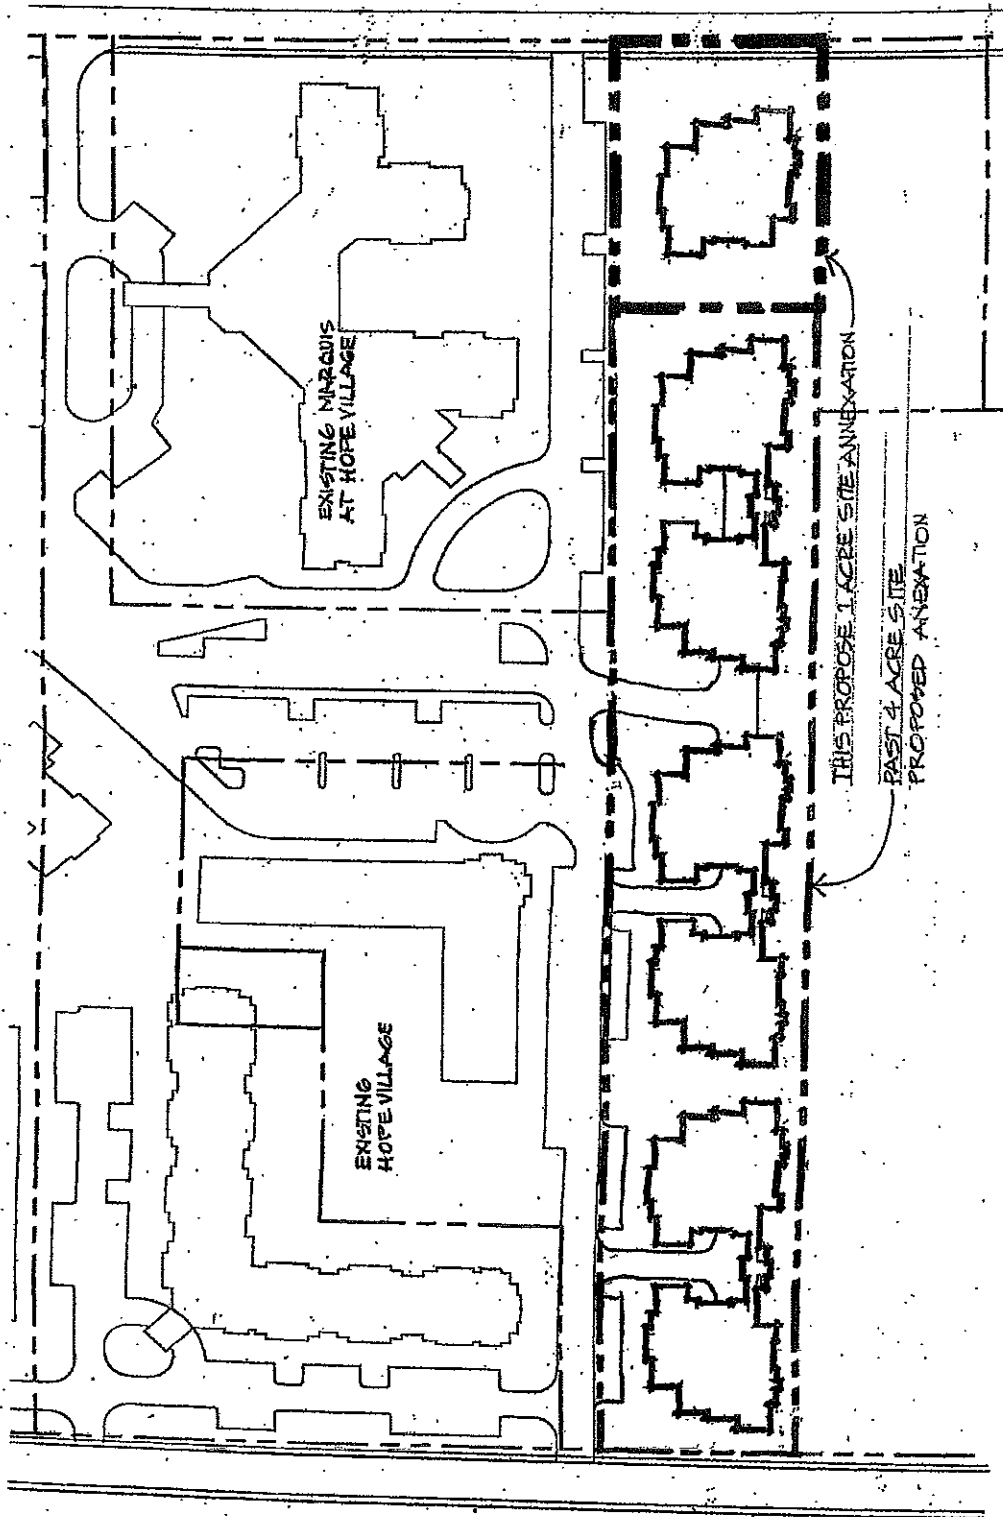 EXISTING MARQUIS
AT HOPE VILLAGE
EXISTING
HOPE VILLAGE
THIS PROPOSE 1 ACRE SITE ANNEXATION
PAST 4 ACRE SITE
PROPOSED ANEXATION